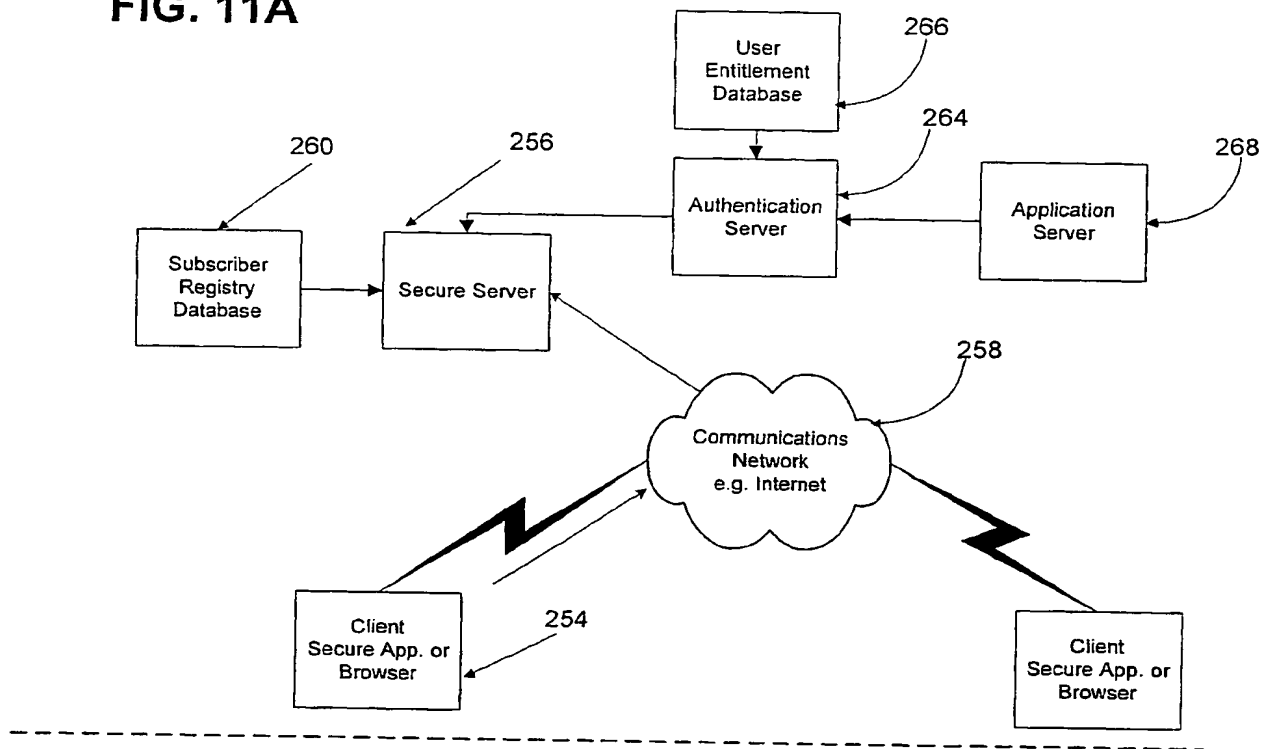 FIG. 11A
266
User
Entitlement
Database
264
260
256
268
Authentication
Server
Application
Server
Subscriber
Registry
Database
Secure Server
258
Communications
Network
e.g. Internet
254
Client
Secure App. or
Browser
Client
Secure App. or
Browser